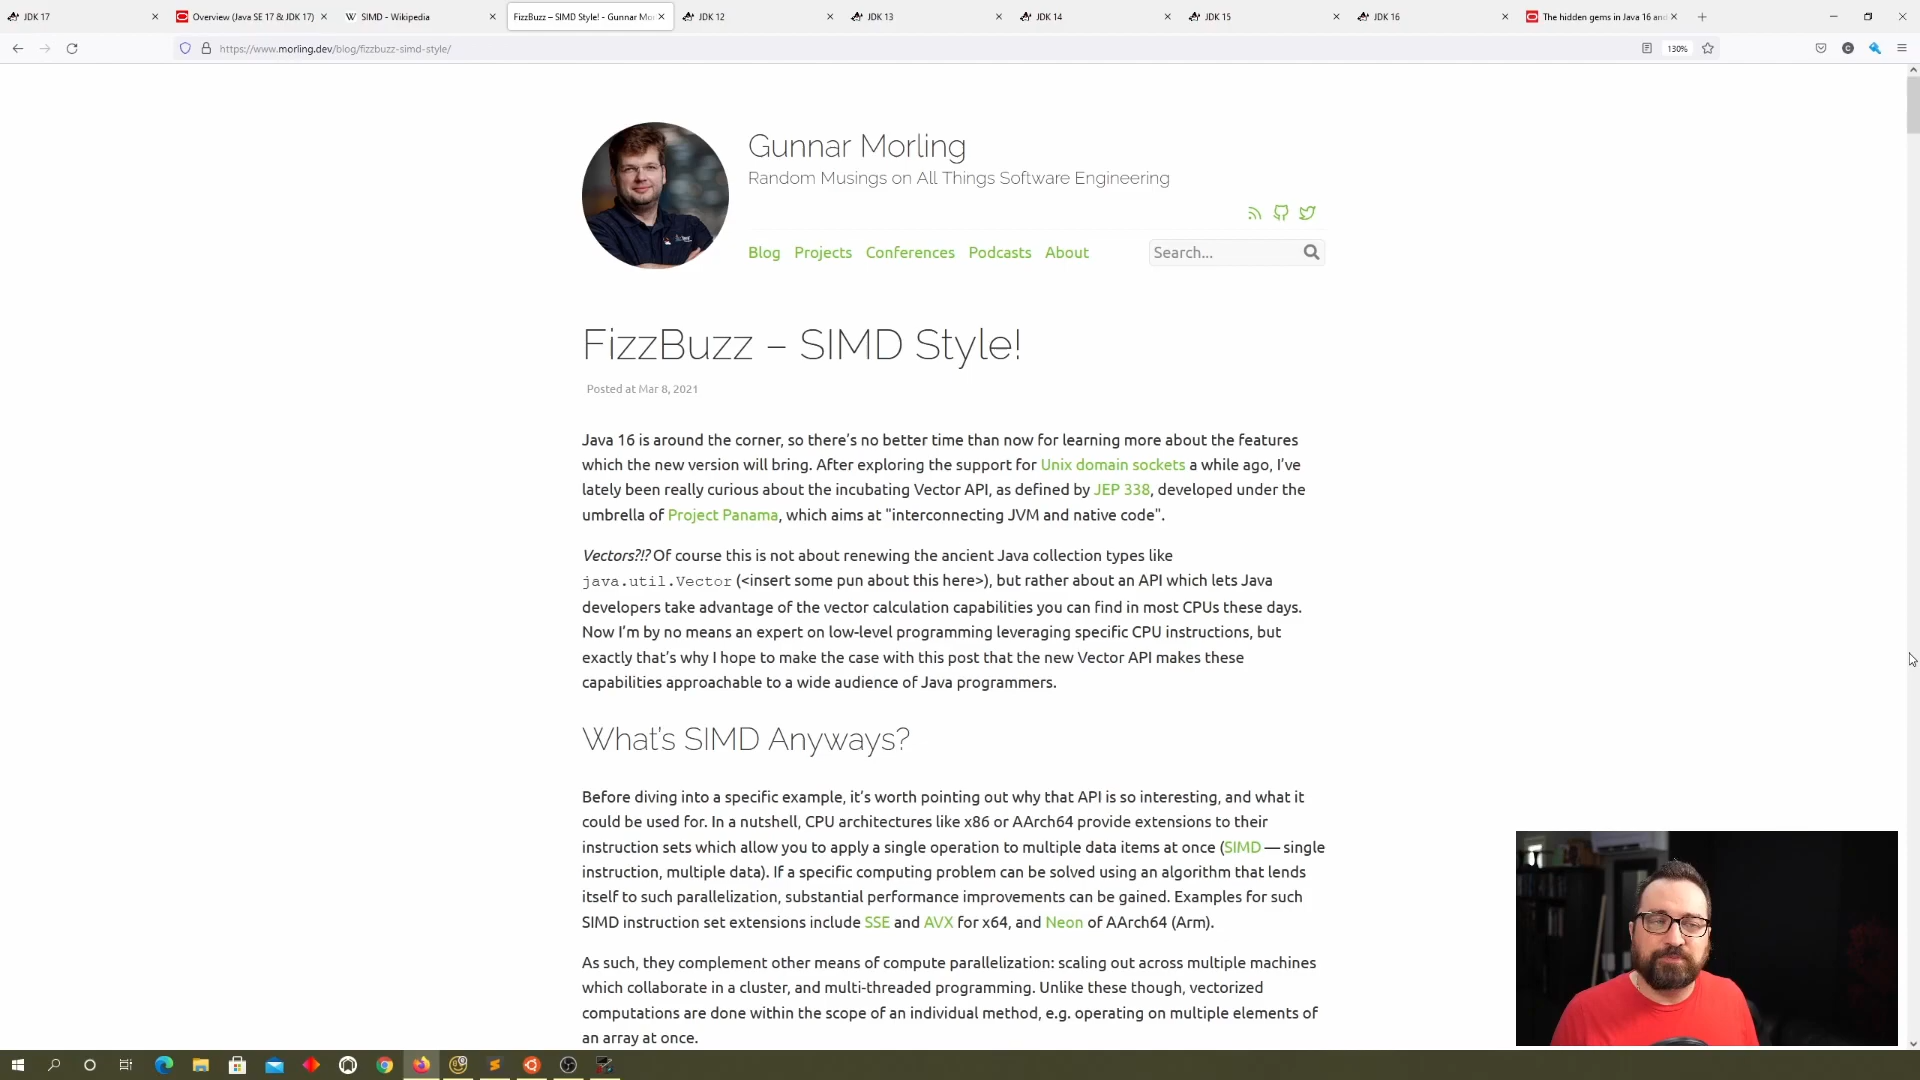 JDK 17
Overview (Java SE 17 & JDK 17)
SIMD - Wikipedia
FizzBuzz – SIMD Style! - Gunnar Mo
JDK 12
JDK 13
JDK 14
JDK 15
JDK 16
The hidden gems in Java 16 and
https://www.morling.dev/blog/fizzbuzz-simd-style/
130%
Gunnar Morling
Random Musings on All Things Software Engineering
Blog Projects Conferences Podcasts About
Search...
FizzBuzz – SIMD Style!
Posted at Mar 8, 2021
Java 16 is around the corner, so there's no better time than now for learning more about the features
which the new version will bring. After exploring the support for Unix domain sockets a while ago, I've
lately been really curious about the incubating Vector API, as defined by JEP 338, developed under the
umbrella of Project Panama, which aims at "interconnecting JVM and native code".
Vectors?!? Of course this is not about renewing the ancient Java collection types like
java.util.Vector (<insert some pun about this here>), but rather about an API which lets Java
developers take advantage of the vector calculation capabilities you can find in most CPUs these days.
Now I'm by no means an expert on low-level programming leveraging specific CPU instructions, but
exactly that's why I hope to make the case with this post that the new Vector API makes these
capabilities approachable to a wide audience of Java programmers.
What's SIMD Anyways?
Before diving into a specific example, it's worth pointing out why that API is so interesting, and what it
could be used for. In a nutshell, CPU architectures like x86 or AArch64 provide extensions to their
instruction sets which allow you to apply a single operation to multiple data items at once (SIMD — single
instruction, multiple data). If a specific computing problem can be solved using an algorithm that lends
itself to such parallelization, substantial performance improvements can be gained. Examples for such
SIMD instruction set extensions include SSE and AVX for x64, and Neon of AArch64 (Arm).
As such, they complement other means of compute parallelization: scaling out across multiple machines
which collaborate in a cluster, and multi-threaded programming. Unlike these though, vectorized
computations are done within the scope of an individual method, e.g. operating on multiple elements of
an array at once.